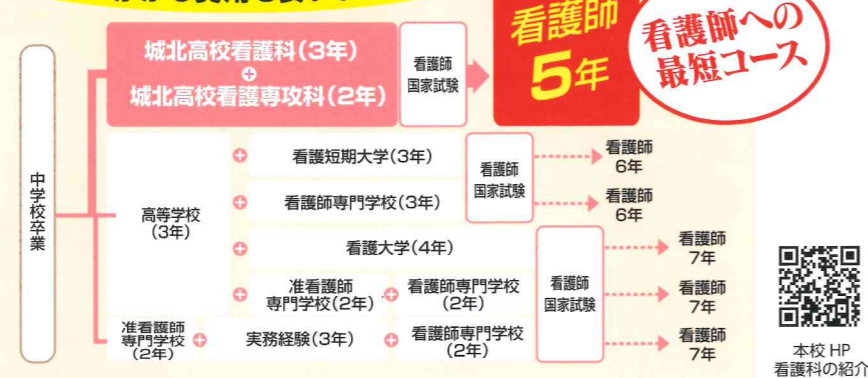 看護師
5年
看護師への
最短コース
中学校卒業
城北高校看護科(3年)
+
城北高校看護専攻科(2年)
看護師
国家試験
高等学校
(3年)
+
看護短期大学(3年)
+
看護師専門学校(3年)
看護師
国家試験
看護師
6年
看護師
6年
+
看護大学(4年)
+
准看護師
専門学校(2年)
+
看護師専門学校
(2年)
准看護師
専門学校
(2年)
+
実務経験(3年)
+
看護師専門学校
(2年)
看護師
国家試験
看護師
7年
看護師
7年
看護師
7年
本校 HP
看護科の紹介